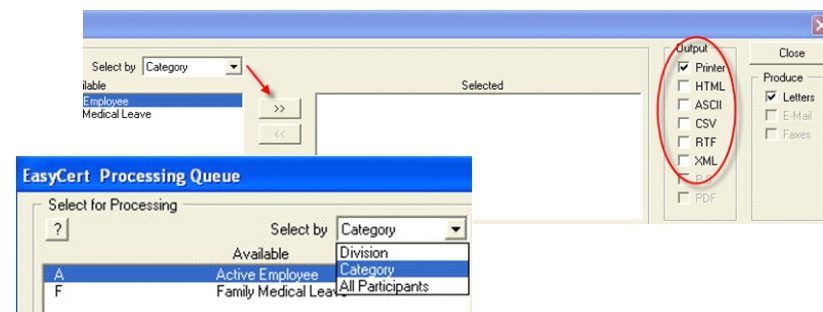 Output
Close
Select by Category
Printer
Produce
Available
Selected
HTML
Letters
Employee
>>
ASCII
E-Mail
Medical Leave
CSV
Faxes
<<
RTF
XML
PDF
EasyCert Processing Queue
Select for Processing
?
Select by Category
Available
Division
A Active Employee
Category
F Family Medical Leave
All Participants